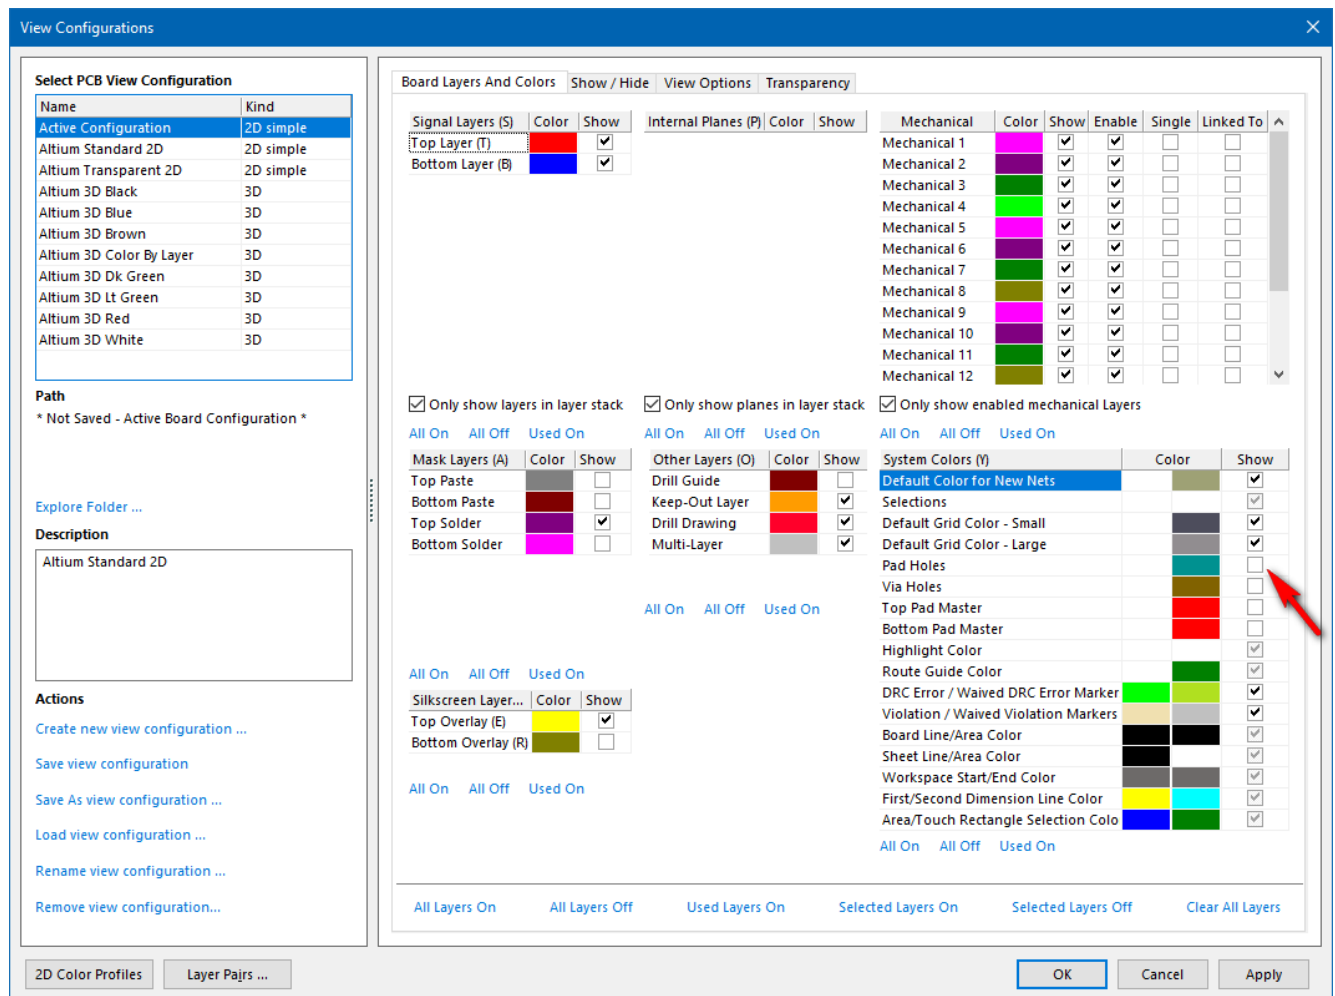 View Configurations
Select PCB View Configuration
Name Kind
Active Configuration 2D simple
Altium Standard 2D 2D simple
Altium Transparent 2D 2D simple
Altium 3D Black 3D
Altium 3D Blue 3D
Altium 3D Brown 3D
Altium 3D Color By Layer 3D
Altium 3D Dk Green 3D
Altium 3D Lt Green 3D
Altium 3D Red 3D
Altium 3D White 3D
Path
* Not Saved - Active Board Configuration *
Explore Folder ...
Description
Altium Standard 2D
Actions
Create new view configuration ...
Save view configuration
Save As view configuration ...
Load view configuration ...
Rename view configuration ...
Remove view configuration...
Board Layers And Colors Show / Hide View Options Transparency
Signal Layers (S) Color Show
Top Layer (T)
Bottom Layer (B)
Only show layers in layer stack
All On All Off Used On
Internal Planes (P) Color Show
Only show planes in layer stack
All On All Off Used On
Mechanical Color Show Enable Single Linked To
Mechanical 1
Mechanical 2
Mechanical 3
Mechanical 4
Mechanical 5
Mechanical 6
Mechanical 7
Mechanical 8
Mechanical 9
Mechanical 10
Mechanical 11
Mechanical 12
Only show enabled mechanical Layers
All On All Off Used On
Mask Layers (A) Color Show
Top Paste
Bottom Paste
Top Solder
Bottom Solder
All On All Off Used On
Silkscreen Layer... Color Show
Top Overlay (E)
Bottom Overlay (R)
All On All Off Used On
Other Layers (O) Color Show
Drill Guide
Keep-Out Layer
Drill Drawing
Multi-Layer
All On All Off Used On
System Colors (Y) Color Show
Default Color for New Nets
Selections
Default Grid Color - Small
Default Grid Color - Large
Pad Holes
Via Holes
Top Pad Master
Bottom Pad Master
Highlight Color
Route Guide Color
DRC Error / Waived DRC Error Marker
Violation / Waived Violation Markers
Board Line/Area Color
Sheet Line/Area Color
Workspace Start/End Color
First/Second Dimension Line Color
Area/Touch Rectangle Selection Colo
All On All Off Used On
All Layers On All Layers Off Used Layers On Selected Layers On Selected Layers Off Clear All Layers
2D Color Profiles Layer Pairs ... OK Cancel Apply